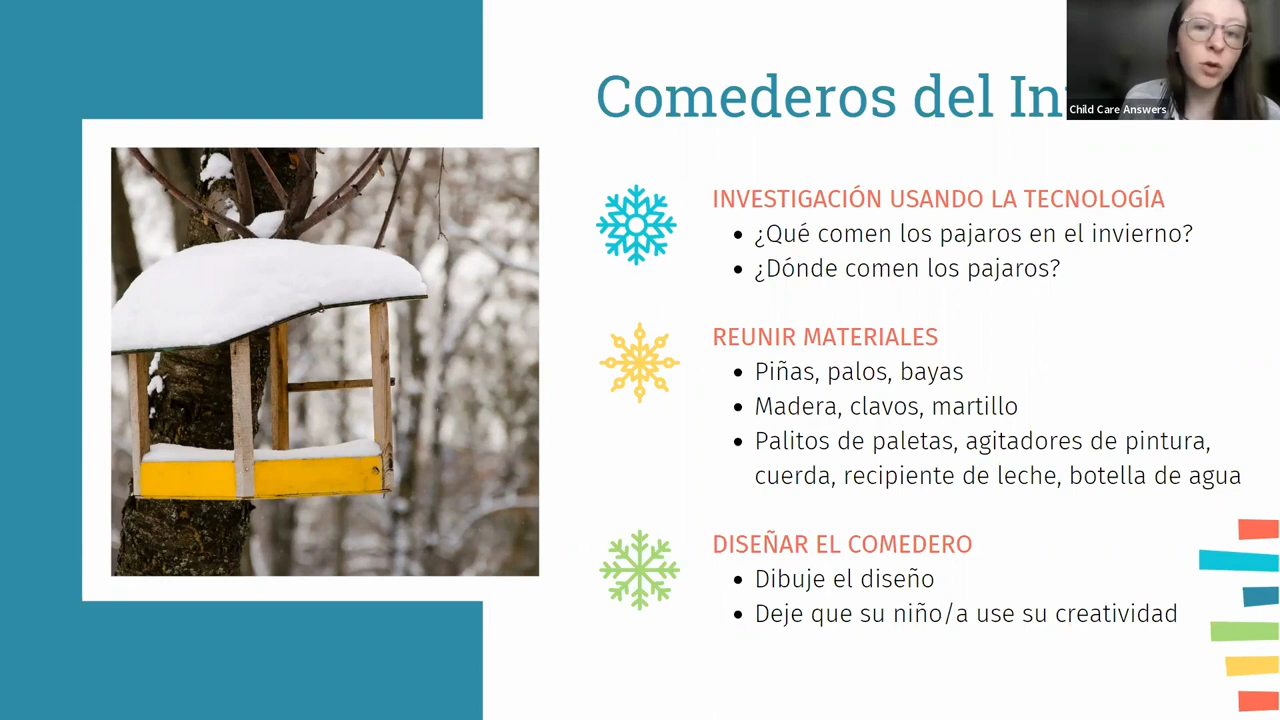 Comederos del
Child Care Answers
INVESTIGACIÓN USANDO LA TECNOLOGÍA
• ¿Qué comen los pajaros en el invierno?
• ¿Dónde comen los pajaros?
REUNIR MATERIALES
• Piñas, palos, bayas
• Madera, clavos, martillo
• Palitos de paletas, agitadores de pintura,
cuerda, recipiente de leche, botella de agua
DISEÑAR EL COMEDERO
• Dibuje el diseño
• Deje que su niño/a use su creatividad